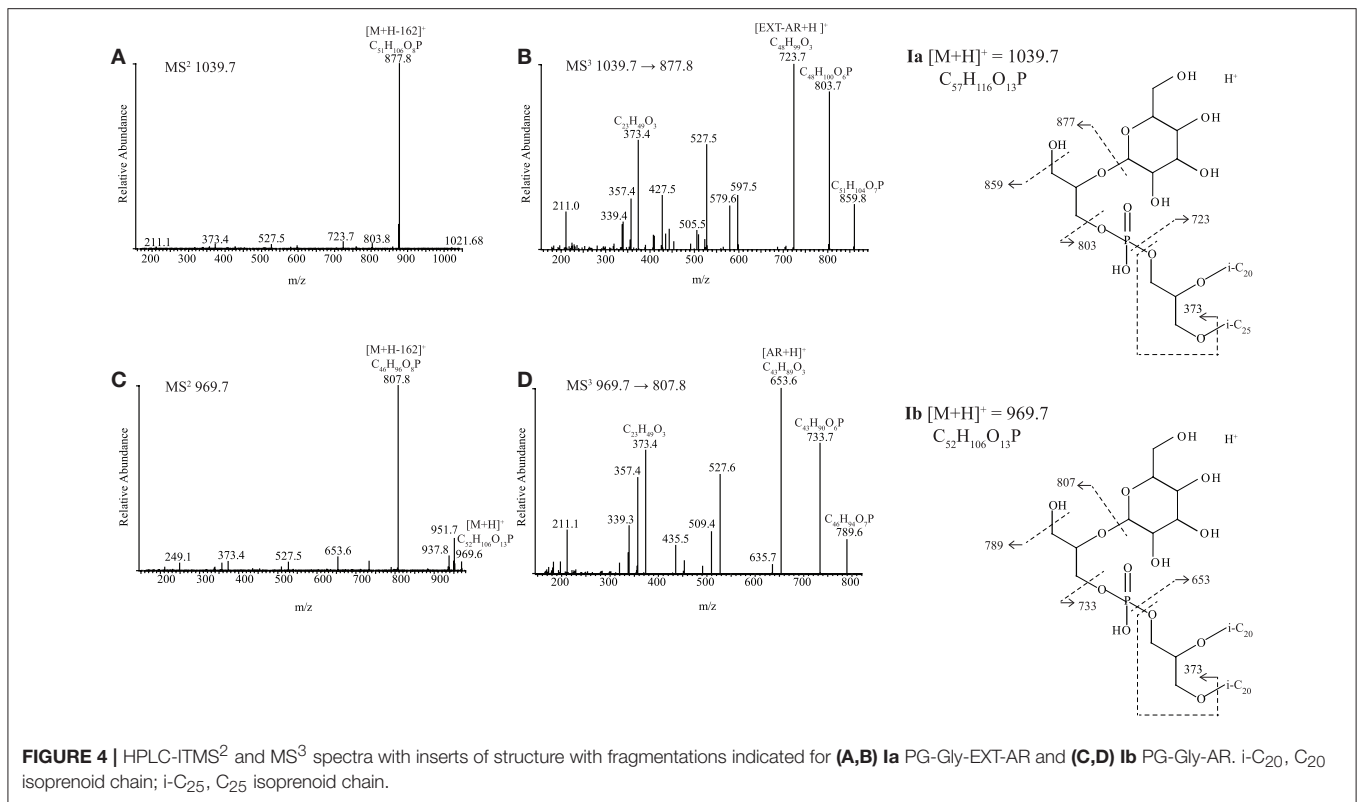 A
MS² 1039.7
[M+H-162]⁺
C₅₁H₁₀₆O₈P
877.8
211.1
373.4
527.5
723.7
803.8
1021.68
Relative Abundance
200 300 400 500 600 700 800 900 1000
m/z
B
MS³ 1039.7 → 877.8
[EXT-AR+H ]⁺
C₄₈H₉₉O₃
723.7
C₄₈H₁₀₀O₆P
803.7
C₂₃H₄₉O₃
373.4
527.5
C₅₁H₁₀₄O₇P
859.8
357.4
427.5
597.5
579.6
211.0
339.4
505.5
Relative Abundance
200 300 400 500 600 700 800
m/z
Ia [M+H]⁺ = 1039.7
C₅₇H₁₁₆O₁₃P
OH
H⁺
877
O
OH
OH
O
OH
OH
859
O
P
723
O
803
HO
O
i-C₂₀
O
373
i-C₂₅
O
C
MS² 969.7
[M+H-162]⁺
C₄₆H₉₆O₈P
807.8
951.7
[M+H]⁺
C₅₂H₁₀₆O₁₃P
937.8
969.6
249.1
373.4
527.5
653.6
Relative Abundance
200 300 400 500 600 700 800 900
m/z
D
MS³ 969.7 → 807.8
[AR+H]⁺
C₄₃H₈₉O₃
653.6
C₄₃H₉₀O₆P
733.7
C₂₃H₄₉O₃
373.4
357.4
527.6
C₄₆H₉₄O₇P
789.6
211.1
339.3
509.4
435.5
635.7
Relative Abundance
200 300 400 500 600 700 800
m/z
Ib [M+H]⁺ = 969.7
C₅₂H₁₀₆O₁₃P
OH
H⁺
807
O
OH
OH
O
OH
OH
789
O
P
653
O
733
HO
O
i-C₂₀
O
373
i-C₂₀
O
FIGURE 4 | HPLC-ITMS² and MS³ spectra with inserts of structure with fragmentations indicated for (A,B) Ia PG-Gly-EXT-AR and (C,D) Ib PG-Gly-AR. i-C₂₀, C₂₀
isoprenoid chain; i-C₂₅, C₂₅ isoprenoid chain.